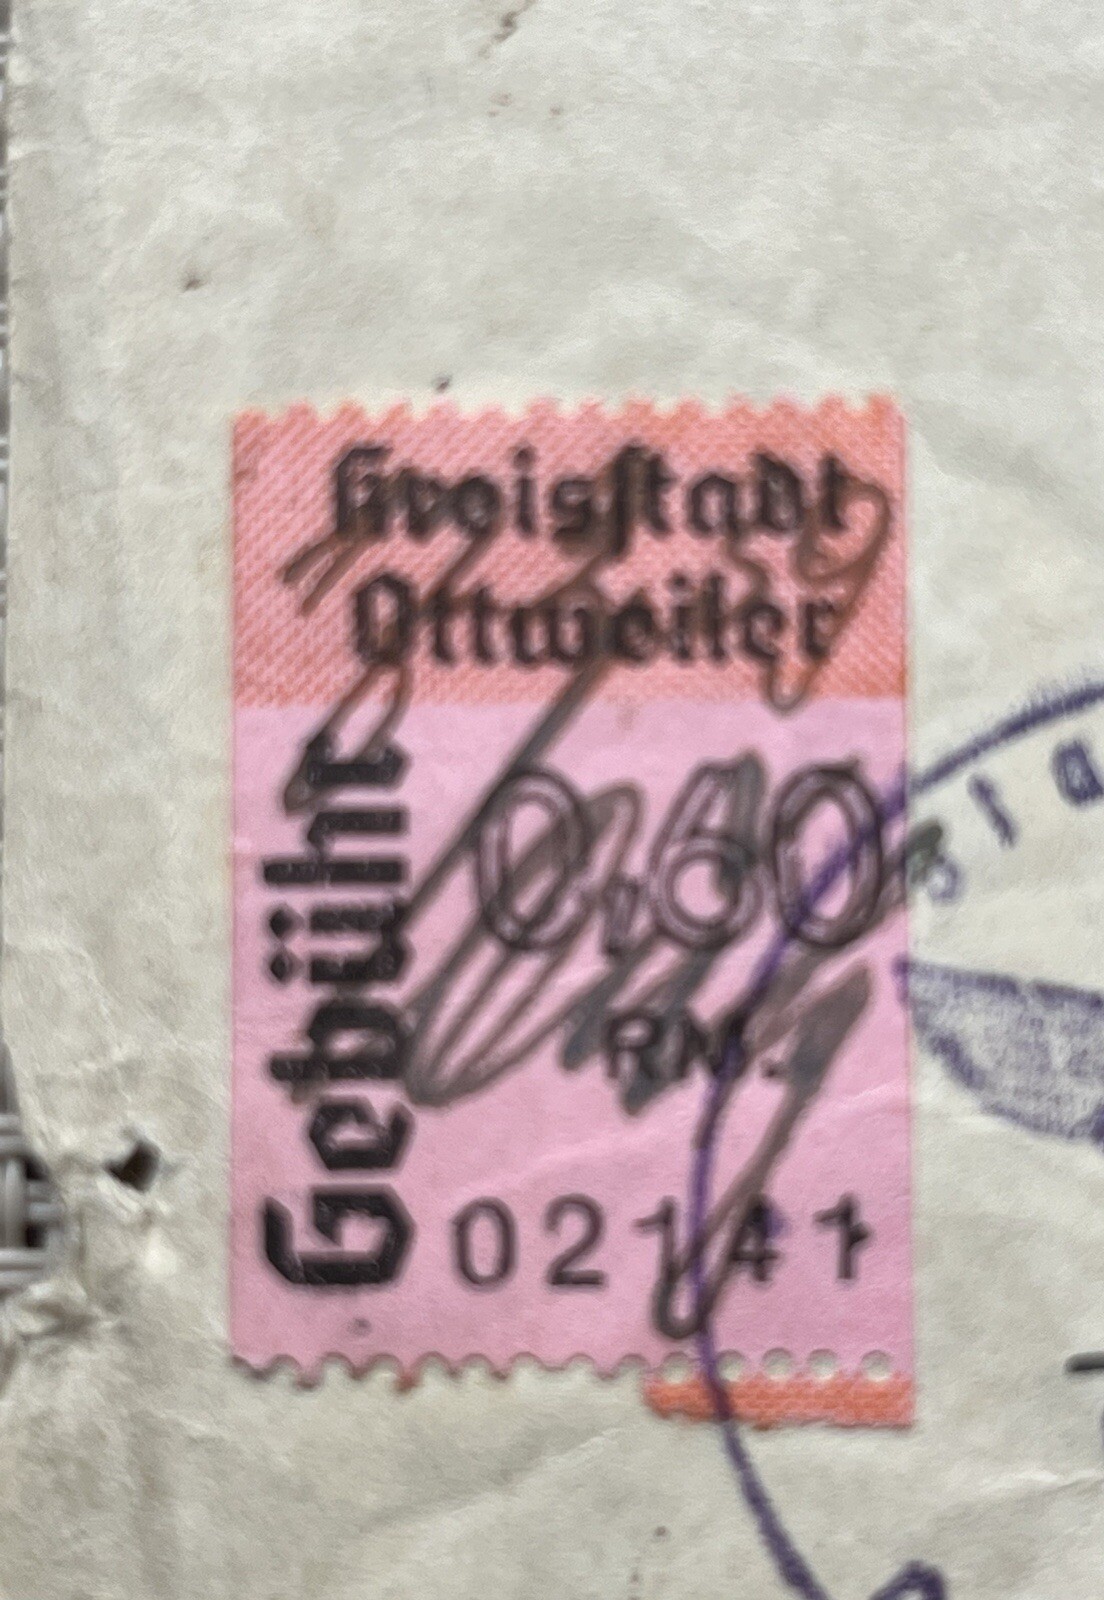 Kreisstadt
Ottweiler
Gebühr
0,60
RM.
02141